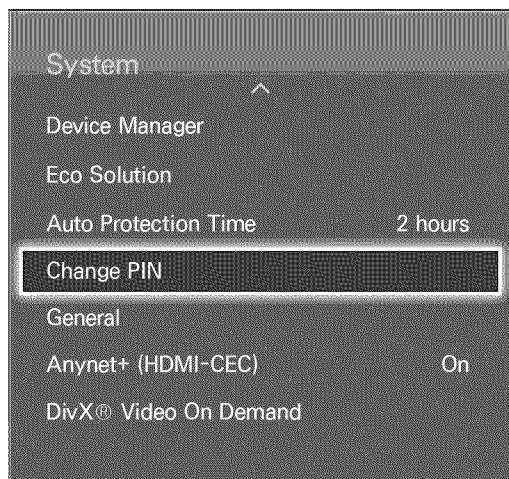 System
Device Manager
Eco Solution
Auto Protection Time 2 hours
Change PIN
General
Anynet+ (HDMI-CEC) On
DivX® Video On Demand